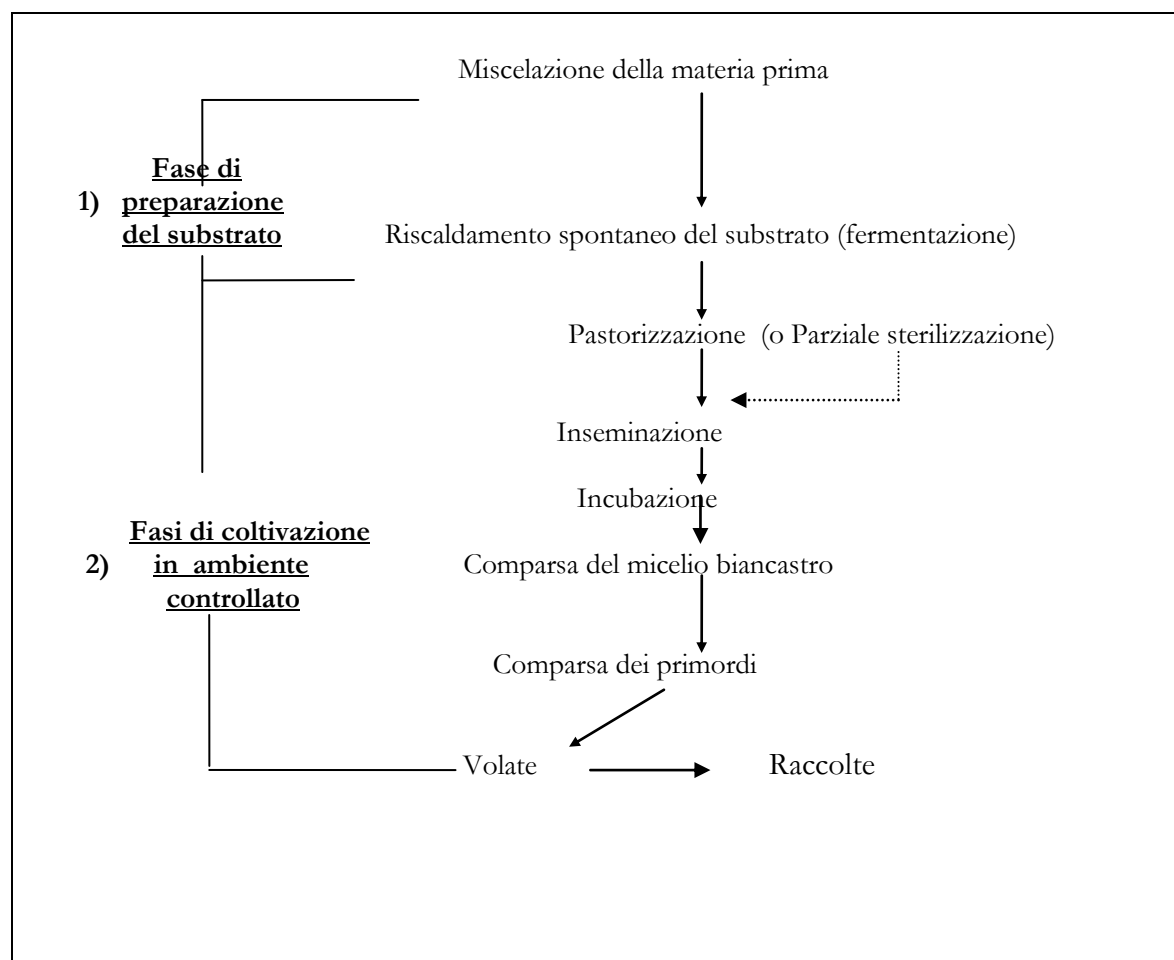 Miscelazione della materia prima
Fase di
1) preparazione
del substrato
Riscaldamento spontaneo del substrato (fermentazione)
Pastorizzazione (o Parziale sterilizzazione)
Inseminazione
Incubazione
Fasi di coltivazione
2) in ambiente
controllato
Comparsa del micelio biancastro
Comparsa dei primordi
Volate
Raccolte